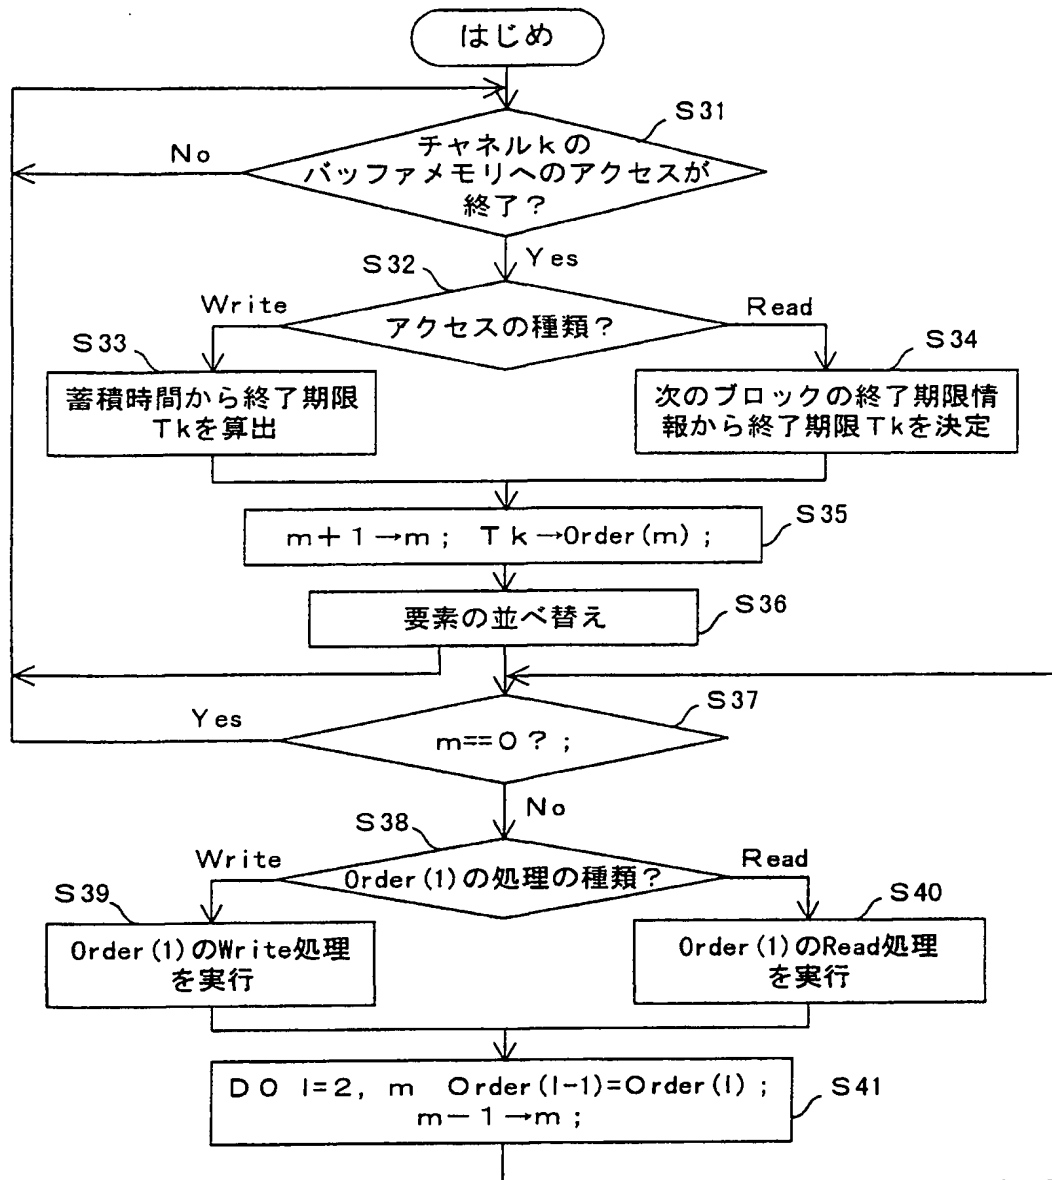 はじめ
S31
チャネルkの
バッファメモリへのアクセスが
終了？
No
Yes
S32
アクセスの種類？
Write
Read
S33
蓄積時間から終了期限
Tkを算出
S34
次のブロックの終了期限情
報から終了期限Tkを決定
S35
m+1→m; Tk→Order(m);
S36
要素の並べ替え
S37
Yes
m==0?;
No
S38
Write
Order(1)の処理の種類？
Read
S39
Order(1)のWrite処理
を実行
S40
Order(1)のRead処理
を実行
DO l=2, m Order(l-1)=Order(l);
m-1→m;
S41